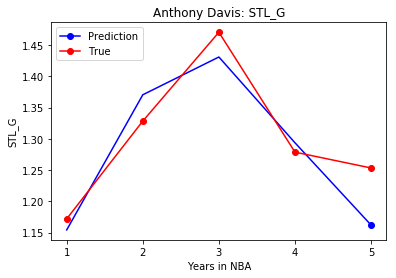 Anthony Davis: STL_G
Prediction
True
1.45
1.40
1.35
1.30
1.25
1.20
1.15
STL_G
1 2 3 4 5
Years in NBA